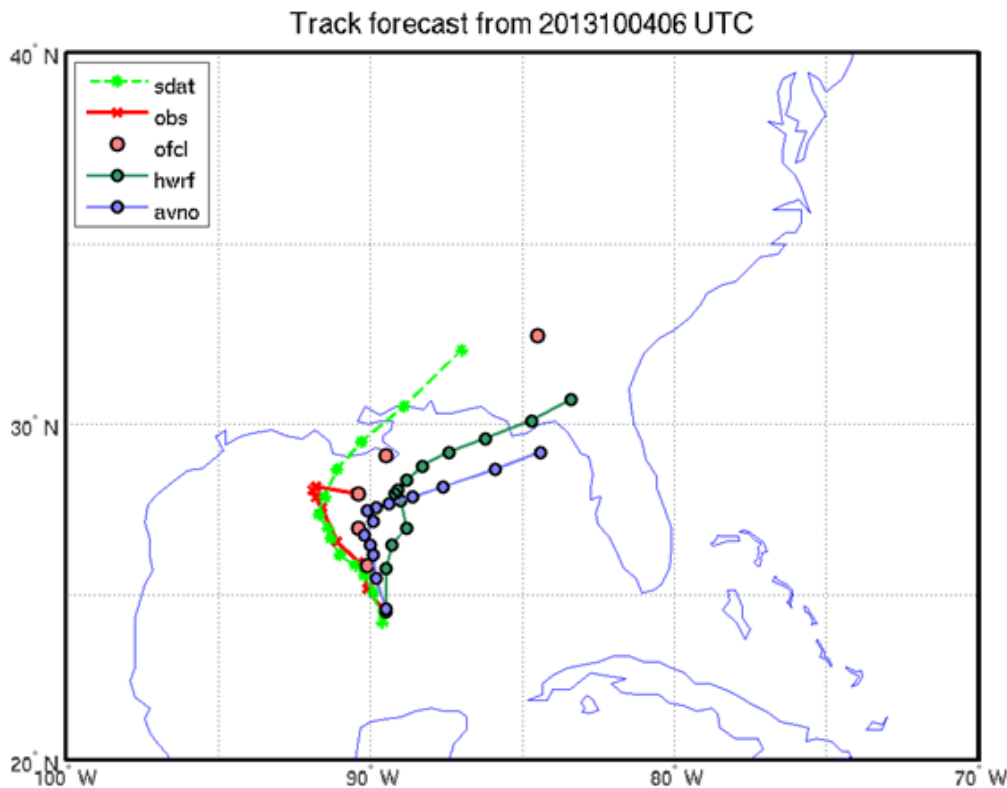 Track forecast from 2013100406 UTC
40° N
sdat
obs
ofcl
hwrf
avno
30° N
20° N
100° W
90° W
80° W
70° W